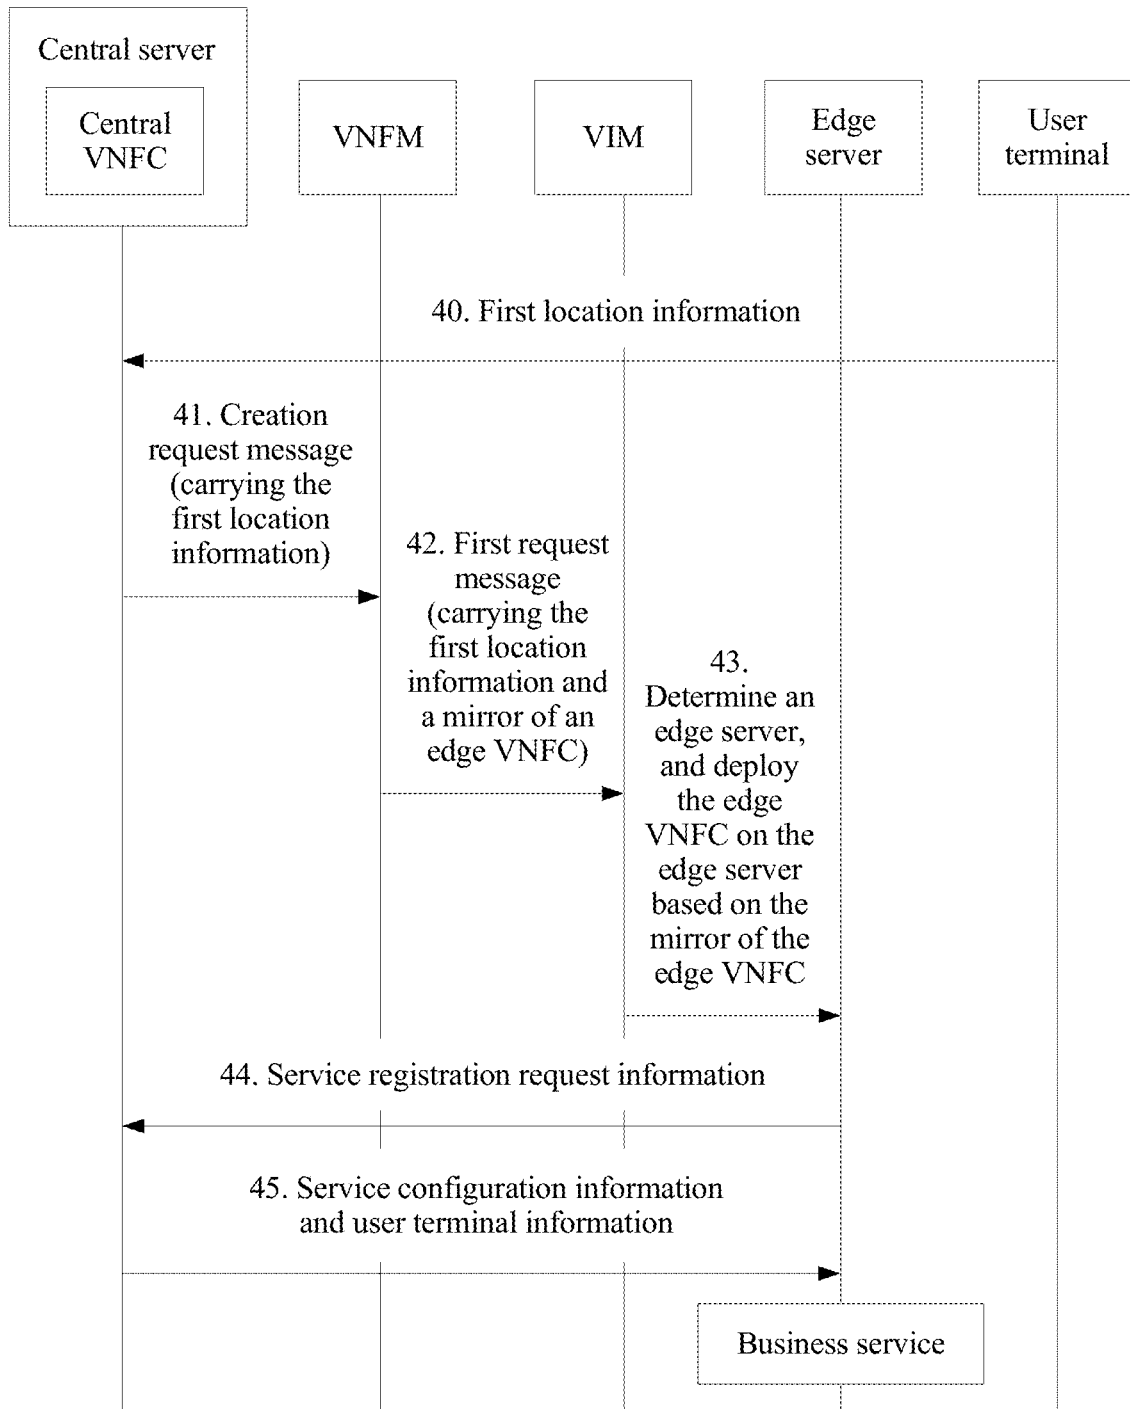 Central server
Central
VNFC
VNFM
VIM
Edge
server
User
terminal
40. First location information
41. Creation
request message
(carrying the
first location
information)
42. First request
message
(carrying the
first location
information and
a mirror of an
edge VNFC)
43.
Determine an
edge server,
and deploy
the edge
VNFC on the
edge server
based on the
mirror of the
edge VNFC
44. Service registration request information
45. Service configuration information
and user terminal information
Business service